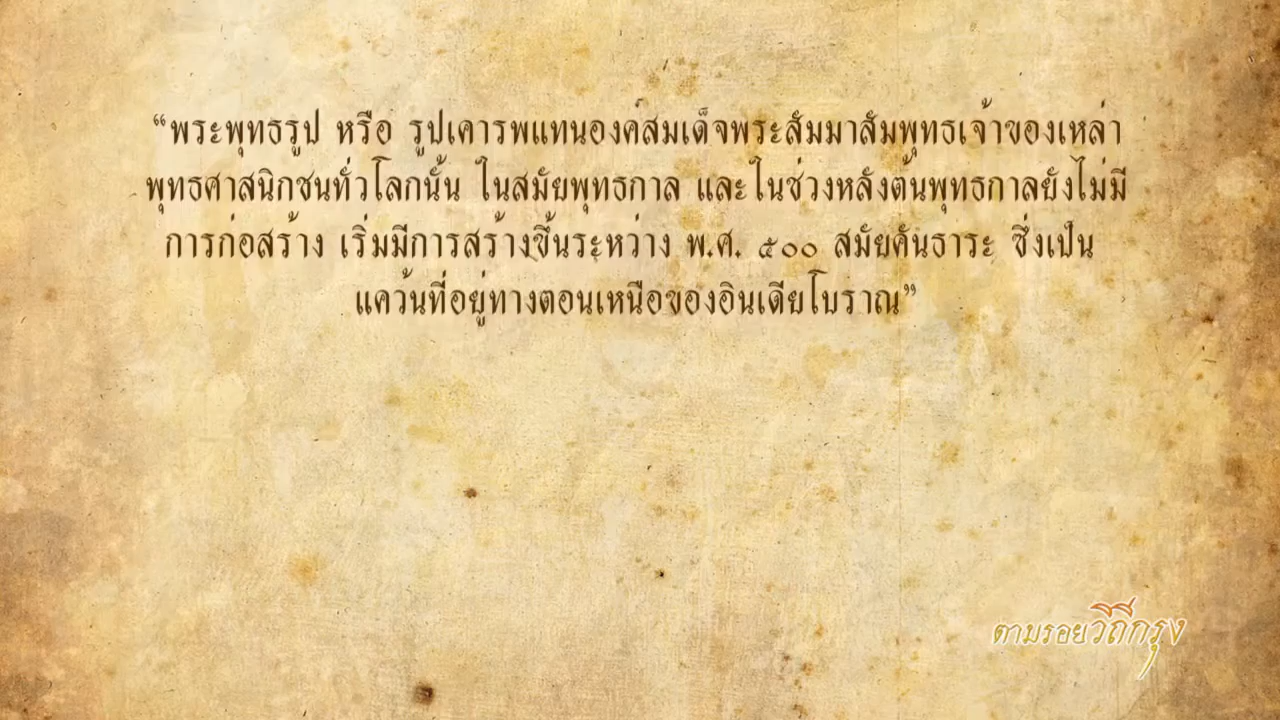 “พระพุทธรูป หรือ รูปเคารพแทนองค์สมเด็จพระสัมมาสัมพุทธเจ้าของเหล่า
พุทธศาสนิกชนทั่วโลกนั้น ในสมัยพุทธกาล และในช่วงหลังต้นพุทธกาลยังไม่มี
การก่อสร้าง เริ่มมีการสร้างขึ้นระหว่าง พ.ศ. ๕๐๐ สมัยคันธาระ ซึ่งเป็น
แคว้นที่อยู่ทางตอนเหนือของอินเดียโบราณ”
ตามรอยวิถีกรุง